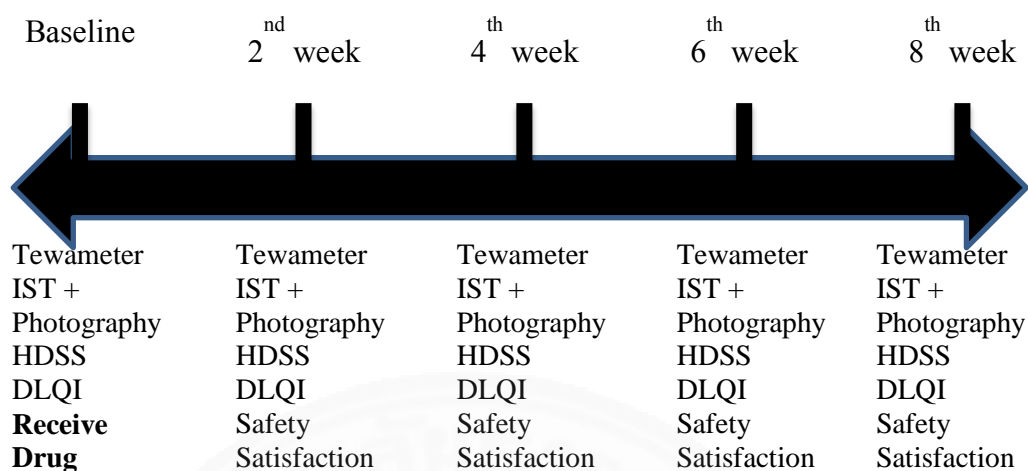 Baseline 2nd week 4th week 6th week 8th week
Tewameter Tewameter Tewameter Tewameter Tewameter
IST + IST + IST + IST + IST +
Photography Photography Photography Photography Photography
HDSS HDSS HDSS HDSS HDSS
DLQI DLQI DLQI DLQI DLQI
Receive Safety Safety Safety Safety
Drug Satisfaction Satisfaction Satisfaction Satisfaction